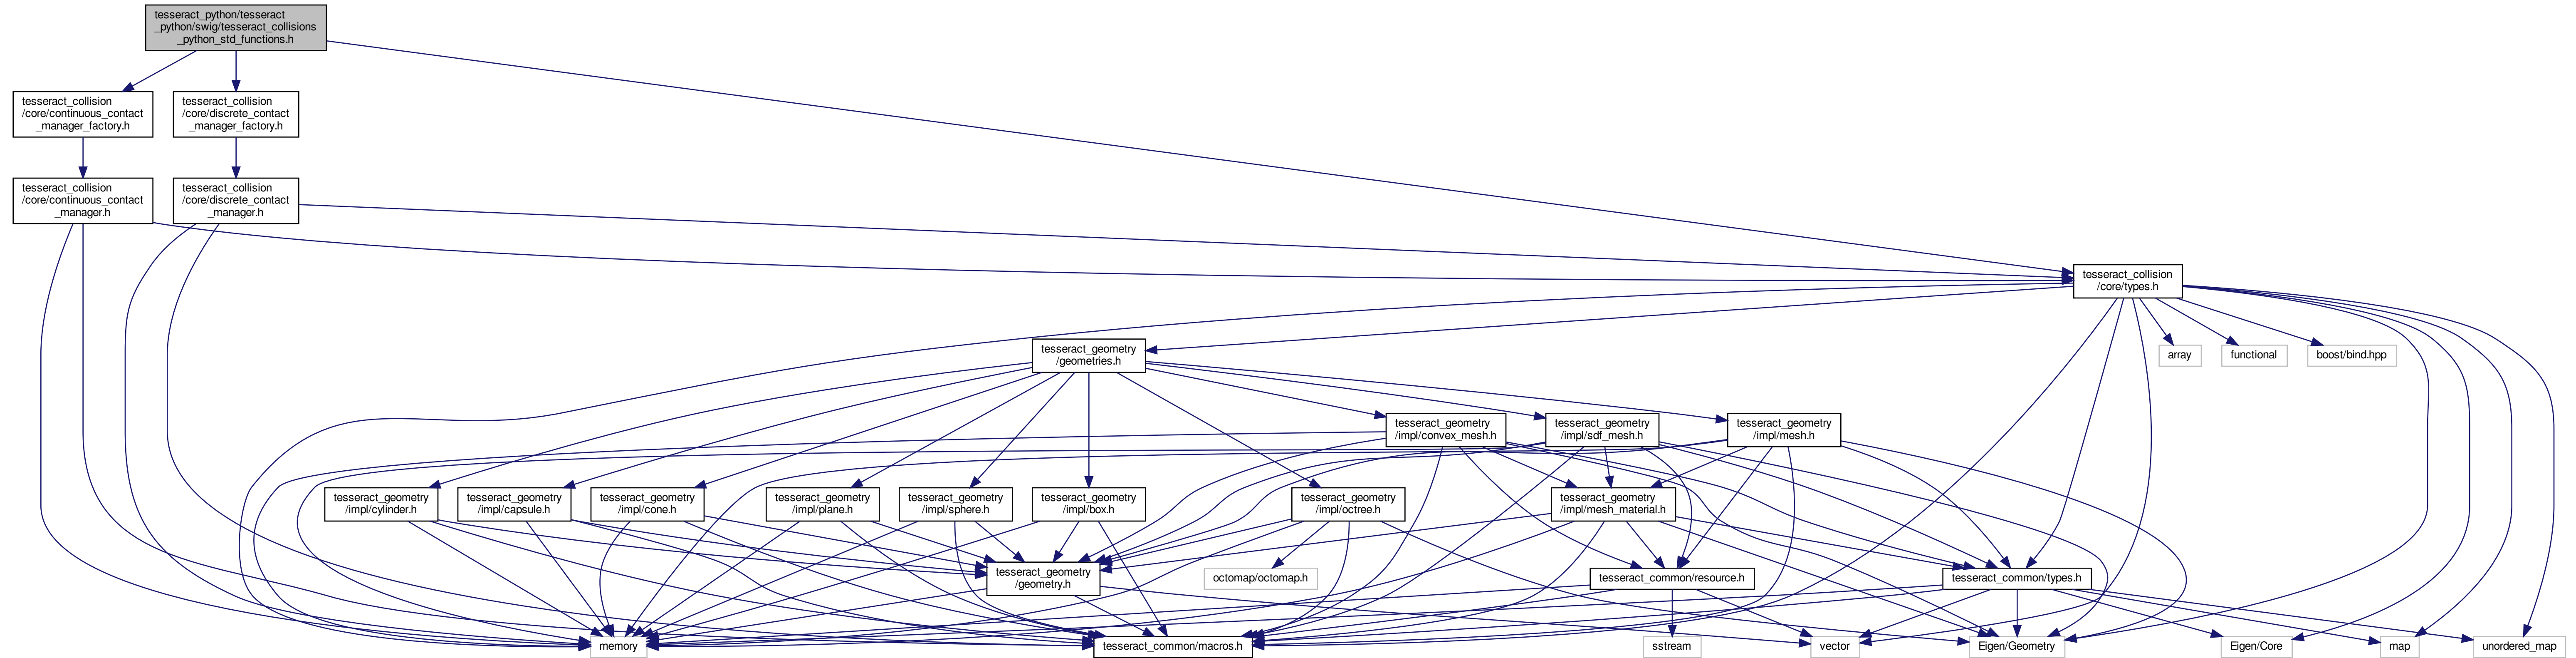 tesseract_python/tesseract
_python/swig/tesseract_collisions
_python_std_functions.h
tesseract_collision
/core/continuous_contact
_manager_factory.h
tesseract_collision
/core/discrete_contact
_manager_factory.h
tesseract_collision
/core/continuous_contact
_manager.h
tesseract_collision
/core/discrete_contact
_manager.h
tesseract_collision
/core/types.h
tesseract_geometry
/geometries.h
array
functional
boost/bind.hpp
tesseract_geometry
/impl/convex_mesh.h
tesseract_geometry
/impl/sdf_mesh.h
tesseract_geometry
/impl/mesh.h
tesseract_geometry
/impl/cylinder.h
tesseract_geometry
/impl/capsule.h
tesseract_geometry
/impl/cone.h
tesseract_geometry
/impl/plane.h
tesseract_geometry
/impl/sphere.h
tesseract_geometry
/impl/box.h
tesseract_geometry
/impl/octree.h
tesseract_geometry
/impl/mesh_material.h
tesseract_geometry
/geometry.h
octomap/octomap.h
tesseract_common/resource.h
tesseract_common/types.h
memory
tesseract_common/macros.h
sstream
vector
Eigen/Geometry
Eigen/Core
map
unordered_map